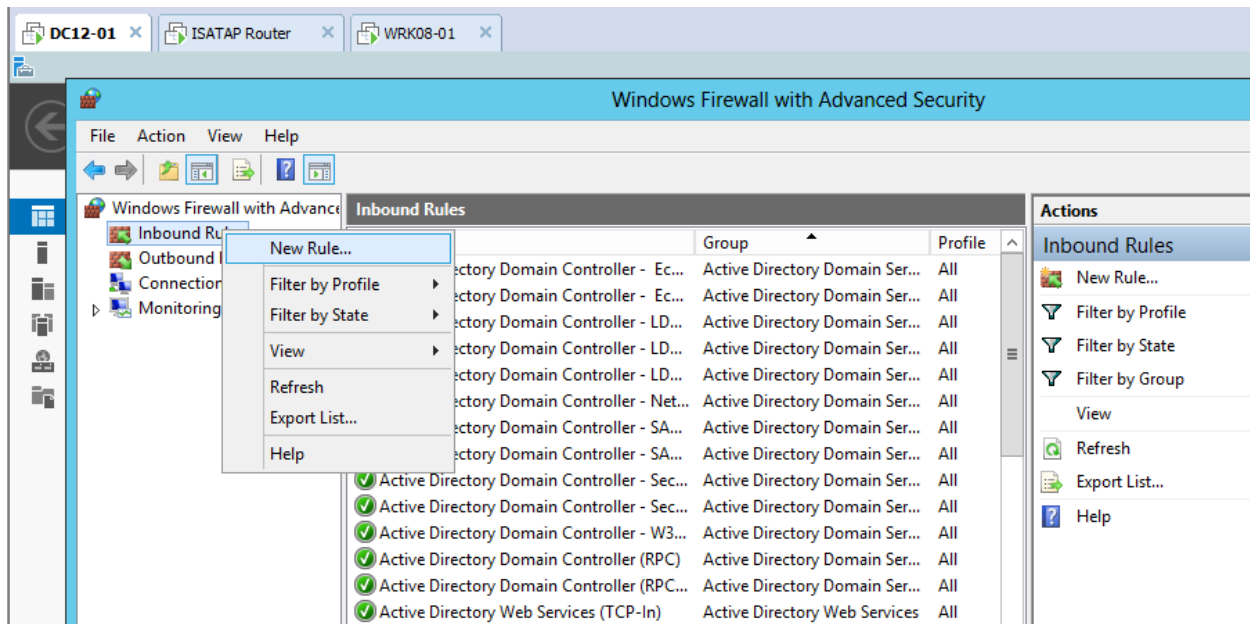 DC12-01 ISATAP Router WRK08-01
Windows Firewall with Advanced Security
File Action View Help
Windows Firewall with Advance
Inbound Ru
Outbound
Connection
Monitoring
New Rule...
Filter by Profile
Filter by State
View
Refresh
Export List...
Help
Inbound Rules
Group Profile
ectory Domain Controller - Ec... Active Directory Domain Ser... All
ectory Domain Controller - Ec... Active Directory Domain Ser... All
ectory Domain Controller - LD... Active Directory Domain Ser... All
ectory Domain Controller - LD... Active Directory Domain Ser... All
ectory Domain Controller - LD... Active Directory Domain Ser... All
ectory Domain Controller - Net... Active Directory Domain Ser... All
ectory Domain Controller - SA... Active Directory Domain Ser... All
ectory Domain Controller - SA... Active Directory Domain Ser... All
Active Directory Domain Controller - Sec... Active Directory Domain Ser... All
Active Directory Domain Controller - Sec... Active Directory Domain Ser... All
Active Directory Domain Controller - W3... Active Directory Domain Ser... All
Active Directory Domain Controller (RPC) Active Directory Domain Ser... All
Active Directory Domain Controller (RPC... Active Directory Domain Ser... All
Active Directory Web Services (TCP-In) Active Directory Web Services All
Actions
Inbound Rules
New Rule...
Filter by Profile
Filter by State
Filter by Group
View
Refresh
Export List...
Help